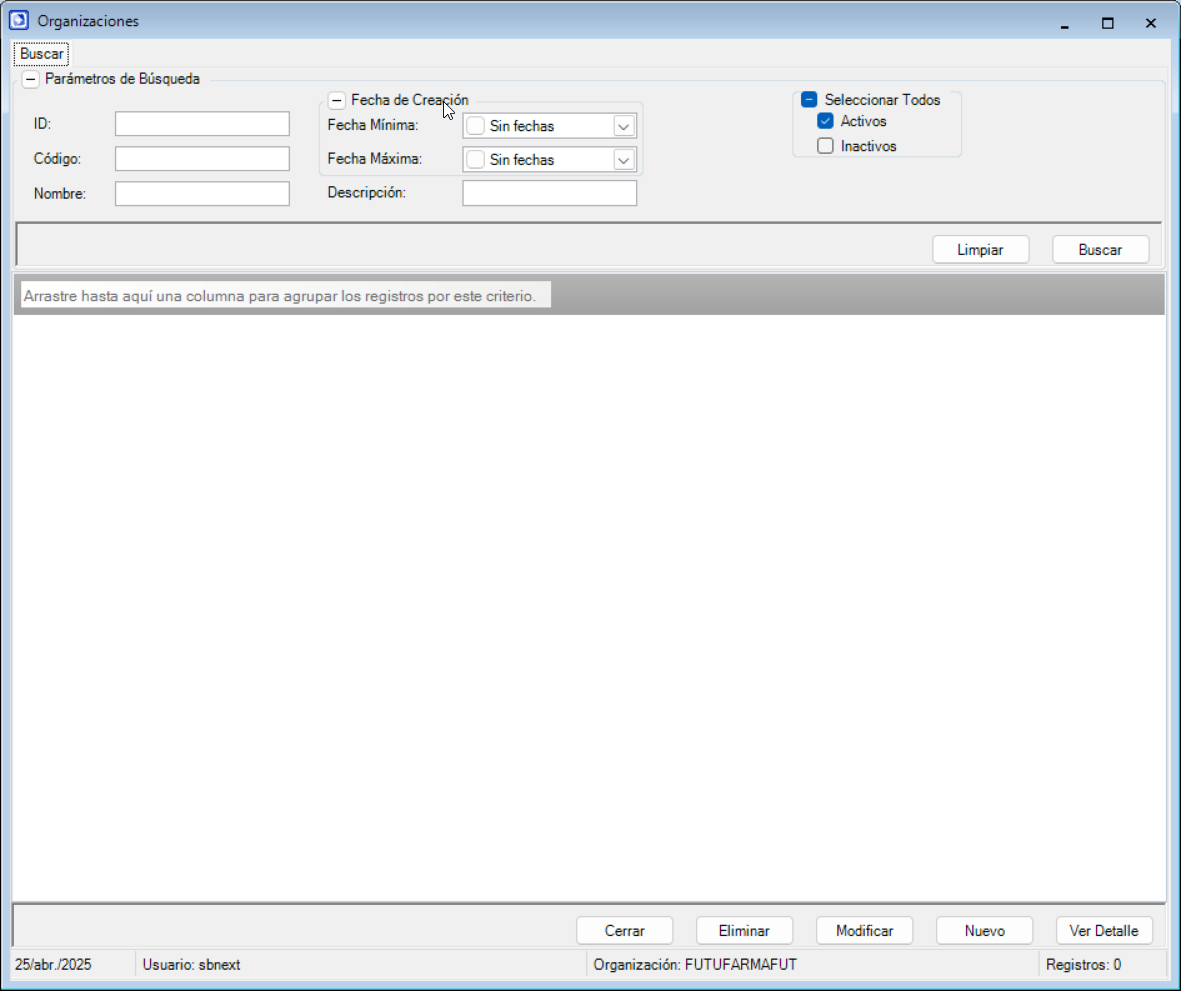 Organizaciones
Buscar
Parámetros de Búsqueda
ID:
Código:
Nombre:
Fecha de Creación
Fecha Mínima: Sin fechas
Fecha Máxima: Sin fechas
Descripción:
Seleccionar Todos
Activos
Inactivos
Limpiar Buscar
Arrastre hasta aquí una columna para agrupar los registros por este criterio.
Cerrar Eliminar Modificar Nuevo Ver Detalle
25/abr./2025 Usuario: sbnext Organización: FUTUFARMAFUT Registros: 0